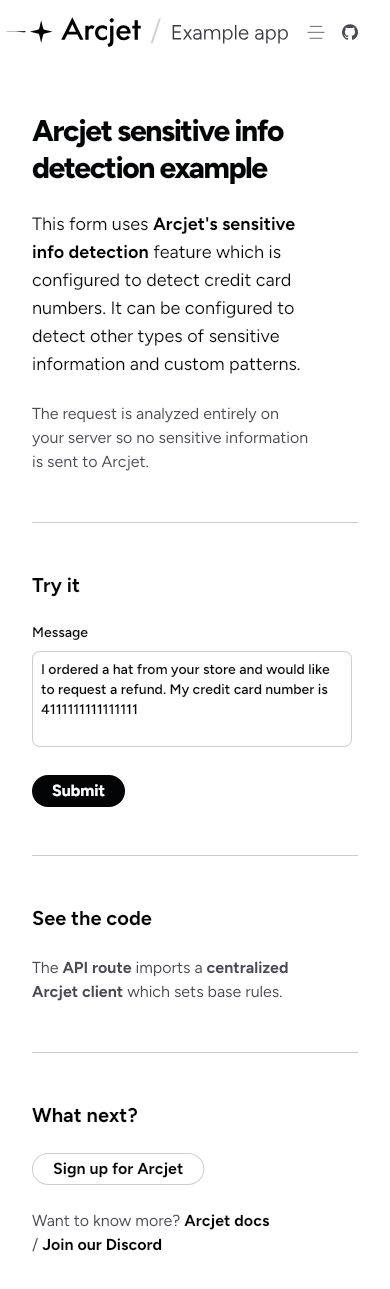 Arcjet / Example app
Arcjet sensitive info
detection example
This form uses Arcjet's sensitive
info detection feature which is
configured to detect credit card
numbers. It can be configured to
detect other types of sensitive
information and custom patterns.
The request is analyzed entirely on
your server so no sensitive information
is sent to Arcjet.
Try it
Message
I ordered a hat from your store and would like
to request a refund. My credit card number is
4111111111111111
Submit
See the code
The API route imports a centralized
Arcjet client which sets base rules.
What next?
Sign up for Arcjet
Want to know more? Arcjet docs
/ Join our Discord